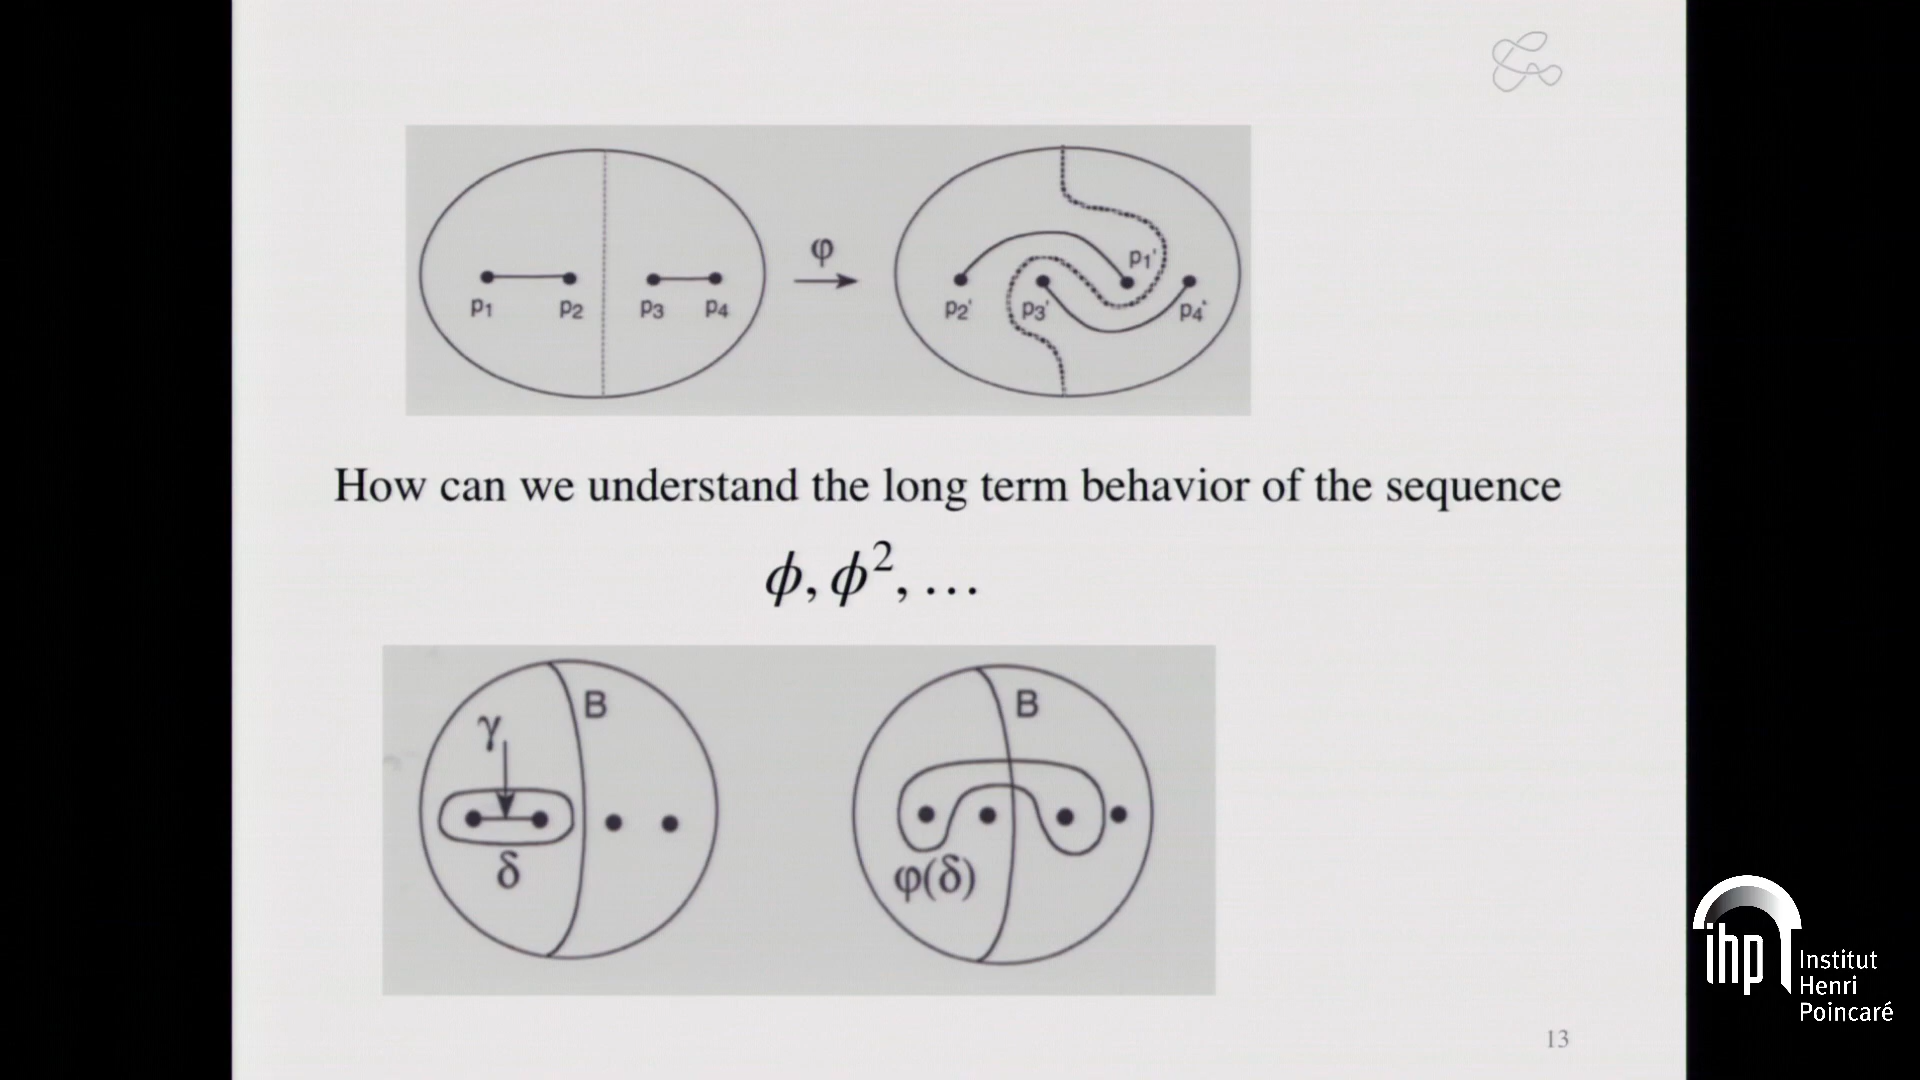 φ
p1 p2 p3 p4
p2' p3' p1' p4'
How can we understand the long term behavior of the sequence
ϕ, ϕ², …
γ B
δ
B
φ(δ)
ihp Institut
Henri
Poincaré
13